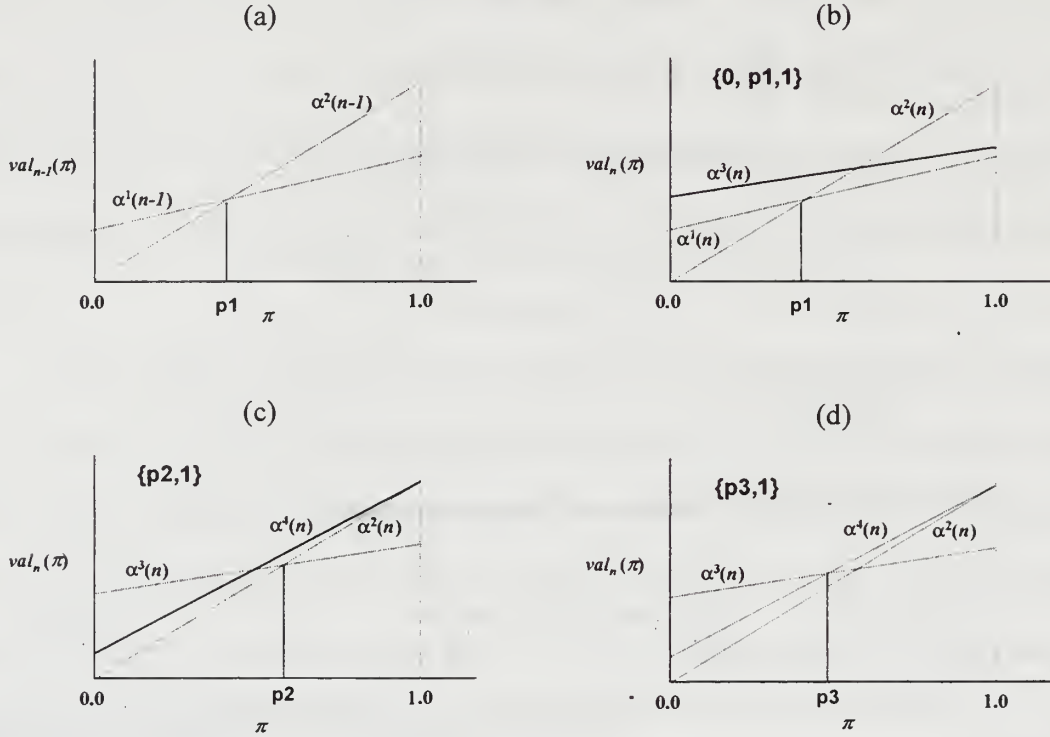 (a)
val_{n-1}(π)
α²(n-1)
α¹(n-1)
0.0
p1
1.0
π
(b)
{0, p1,1}
val_n(π)
α²(n)
α³(n)
α¹(n)
0.0
p1
1.0
π
(c)
{p2,1}
val_n(π)
α⁴(n)
α²(n)
α³(n)
0.0
p2
1.0
π
(d)
{p3,1}
val_n(π)
α⁴(n)
α²(n)
α³(n)
0.0
p3
1.0
π